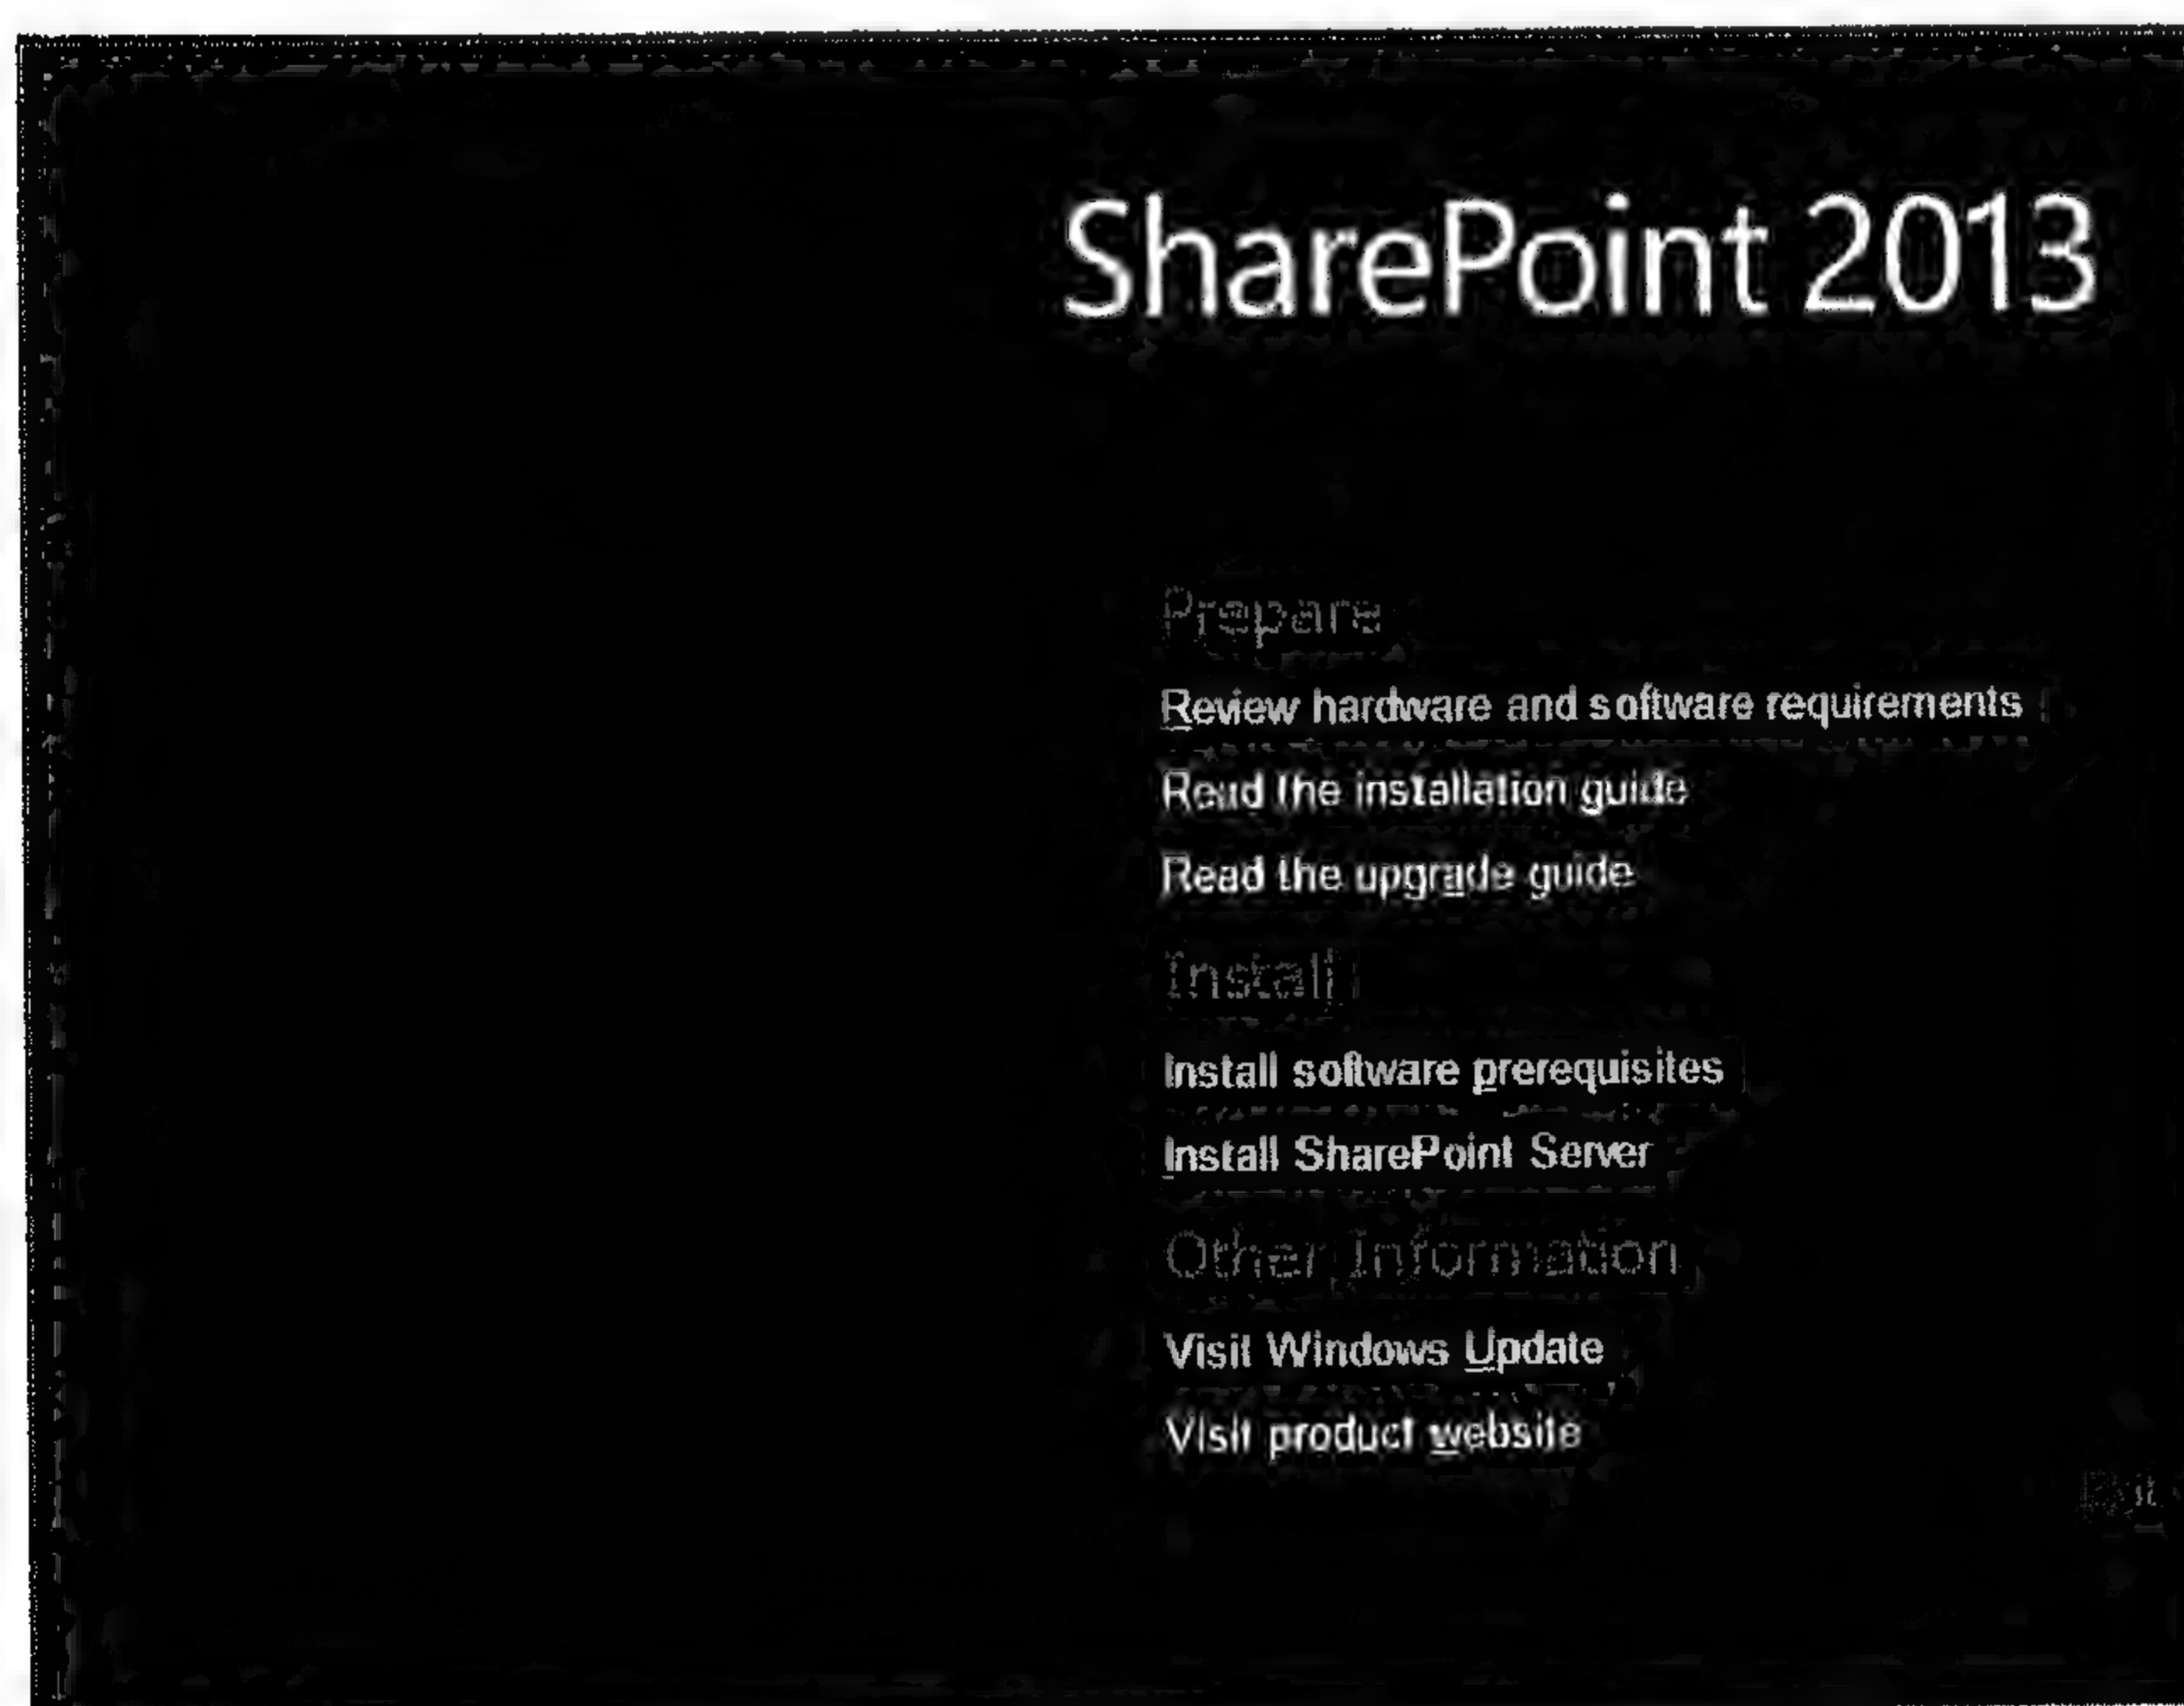 SharePoint 2013
Prepare
Review hardware and software requirements
Read the installation guide
Read the upgrade guide
Install
Install software prerequisites
Install SharePoint Server
Other Information
Visit Windows Update
Visit product website
Exit